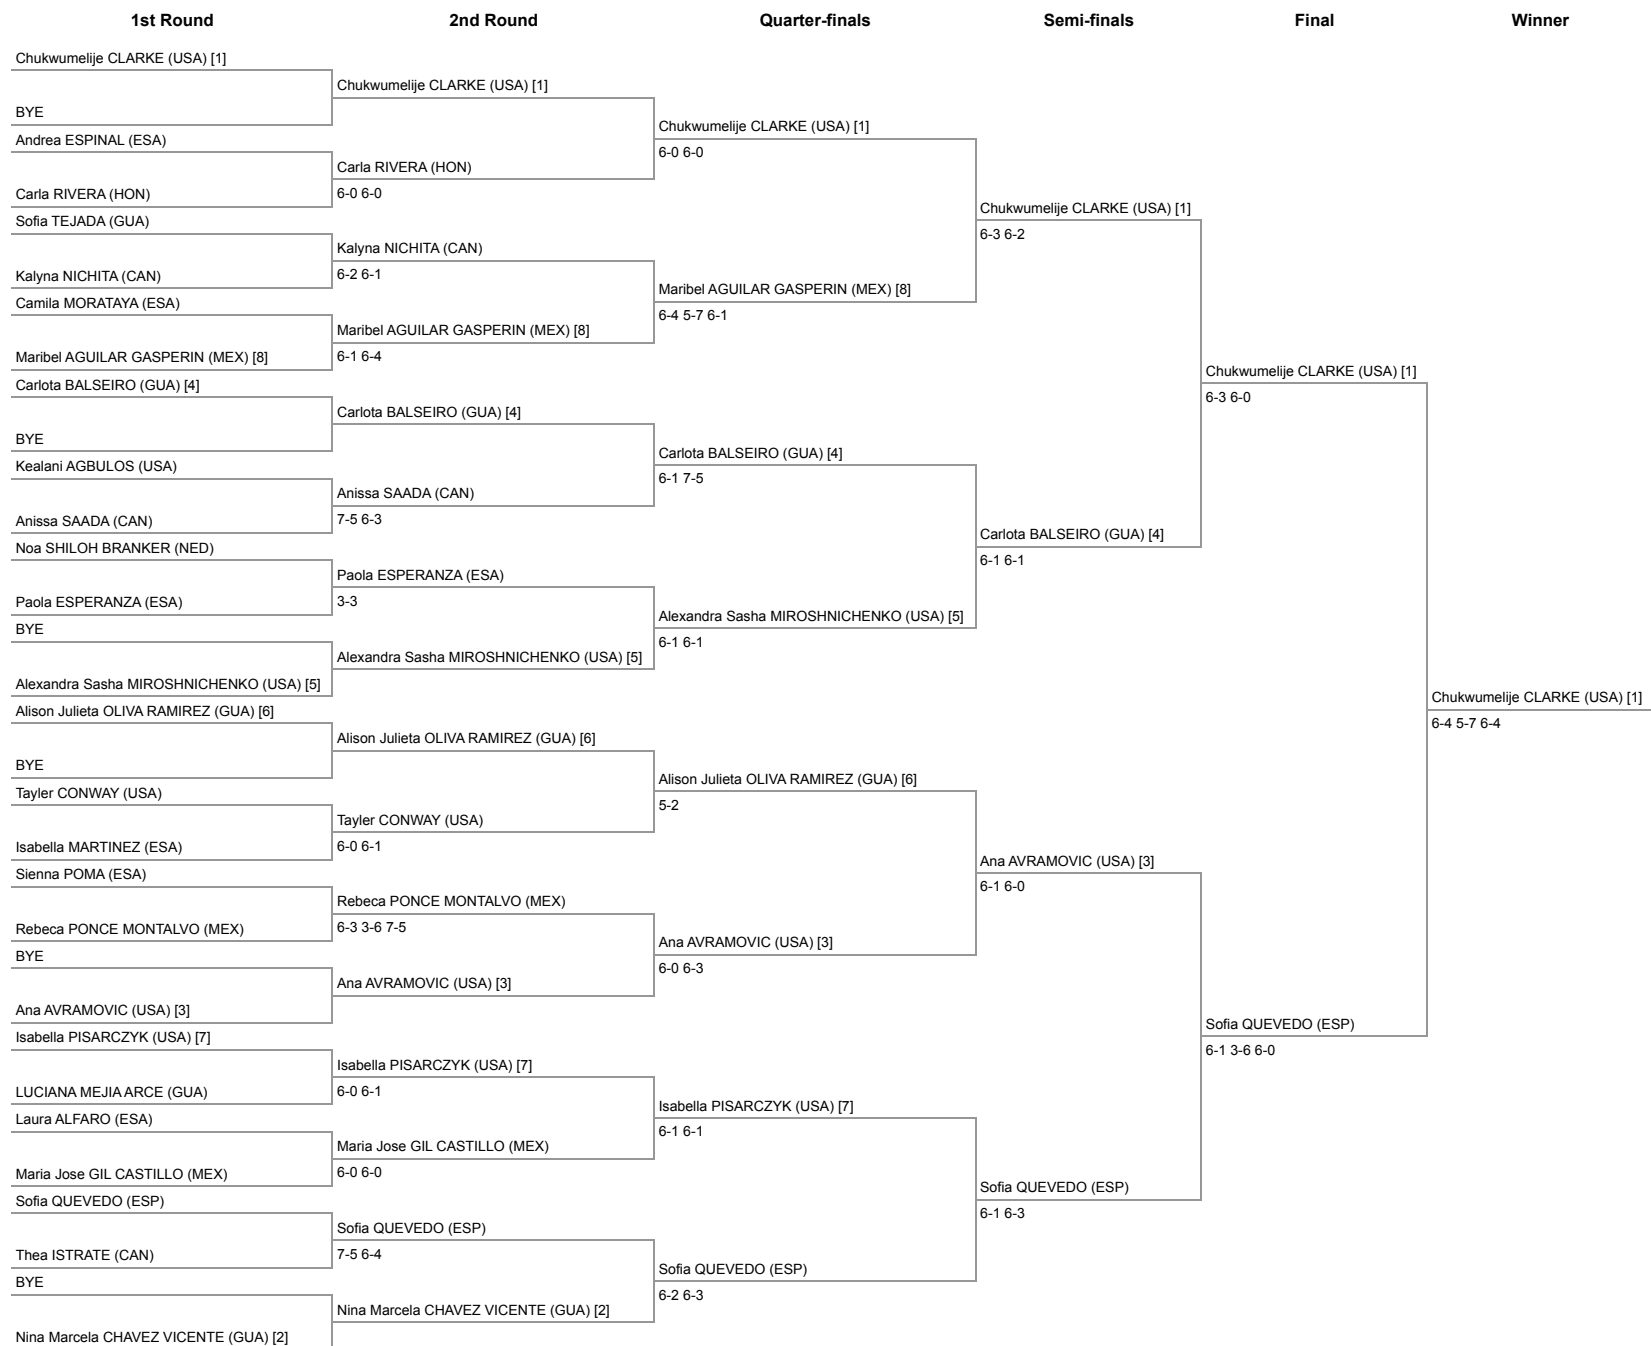 1st Round
2nd Round
Quarter-finals
Semi-finals
Final
Winner
Chukwumelije CLARKE (USA) [1]
BYE
Andrea ESPINAL (ESA)
Carla RIVERA (HON)
Sofia TEJADA (GUA)
Kalyna NICHITA (CAN)
Camila MORATAYA (ESA)
Maribel AGUILAR GASPERIN (MEX) [8]
Carlota BALSEIRO (GUA) [4]
BYE
Kealani AGBULOS (USA)
Anissa SAADA (CAN)
Noa SHILOH BRANKER (NED)
Paola ESPERANZA (ESA)
BYE
Alexandra Sasha MIROSHNICHENKO (USA) [5]
Alison Julieta OLIVA RAMIREZ (GUA) [6]
BYE
Tayler CONWAY (USA)
Isabella MARTINEZ (ESA)
Sienna POMA (ESA)
Rebeca PONCE MONTALVO (MEX)
BYE
Ana AVRAMOVIC (USA) [3]
Isabella PISARCZYK (USA) [7]
LUCIANA MEJIA ARCE (GUA)
Laura ALFARO (ESA)
Maria Jose GIL CASTILLO (MEX)
Sofia QUEVEDO (ESP)
Thea ISTRATE (CAN)
BYE
Nina Marcela CHAVEZ VICENTE (GUA) [2]
Chukwumelije CLARKE (USA) [1]
Carla RIVERA (HON)
6-0 6-0
Kalyna NICHITA (CAN)
6-2 6-1
Maribel AGUILAR GASPERIN (MEX) [8]
6-1 6-4
Carlota BALSEIRO (GUA) [4]
Anissa SAADA (CAN)
7-5 6-3
Paola ESPERANZA (ESA)
3-3
Alexandra Sasha MIROSHNICHENKO (USA) [5]
Alison Julieta OLIVA RAMIREZ (GUA) [6]
Tayler CONWAY (USA)
6-0 6-1
Rebeca PONCE MONTALVO (MEX)
6-3 3-6 7-5
Ana AVRAMOVIC (USA) [3]
Isabella PISARCZYK (USA) [7]
6-0 6-1
Maria Jose GIL CASTILLO (MEX)
6-0 6-0
Sofia QUEVEDO (ESP)
7-5 6-4
Nina Marcela CHAVEZ VICENTE (GUA) [2]
Chukwumelije CLARKE (USA) [1]
6-0 6-0
Maribel AGUILAR GASPERIN (MEX) [8]
6-4 5-7 6-1
Carlota BALSEIRO (GUA) [4]
6-1 7-5
Alexandra Sasha MIROSHNICHENKO (USA) [5]
6-1 6-1
Alison Julieta OLIVA RAMIREZ (GUA) [6]
5-2
Ana AVRAMOVIC (USA) [3]
6-0 6-3
Isabella PISARCZYK (USA) [7]
6-1 6-1
Sofia QUEVEDO (ESP)
6-2 6-3
Chukwumelije CLARKE (USA) [1]
6-3 6-2
Carlota BALSEIRO (GUA) [4]
6-1 6-1
Ana AVRAMOVIC (USA) [3]
6-1 6-0
Sofia QUEVEDO (ESP)
6-1 6-3
Chukwumelije CLARKE (USA) [1]
6-3 6-0
Sofia QUEVEDO (ESP)
6-1 3-6 6-0
Chukwumelije CLARKE (USA) [1]
6-4 5-7 6-4